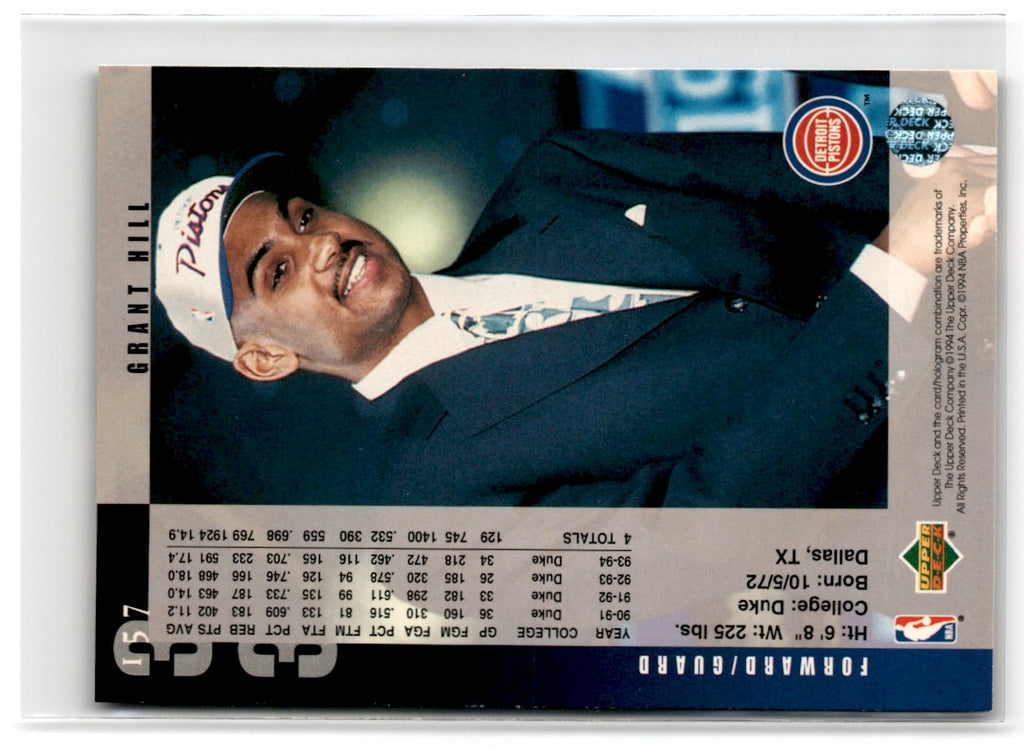 GRANT HILL
Pistons
DETROIT
PISTONS
™
UPPER DECK
FORWARD/GUARD
33
157
Ht: 6' 8" Wt: 225 lbs.
College: Duke
Born: 10/5/72
Dallas, TX
YEAR COLLEGE GP FGM FGA PCT FTM FTA PCT REB PTS AVG
90-91 Duke 36 160 310 .516 81 133 .609 183 402 11.2
91-92 Duke 33 182 298 .611 99 135 .733 187 463 14.0
92-93 Duke 26 185 320 .578 94 126 .746 166 468 18.0
93-94 Duke 34 218 472 .462 116 165 .703 233 591 17.4
4 TOTALS 129 745 1400 .532 390 559 .698 769 1924 14.9
NBA ®
UPPER
DECK ®
Upper Deck and the card/hologram combination are trademarks of
The Upper Deck Company ©1994 The Upper Deck Company.
All Rights Reserved. Printed in the U.S.A. Copr. ©1994 NBA Properties, Inc.